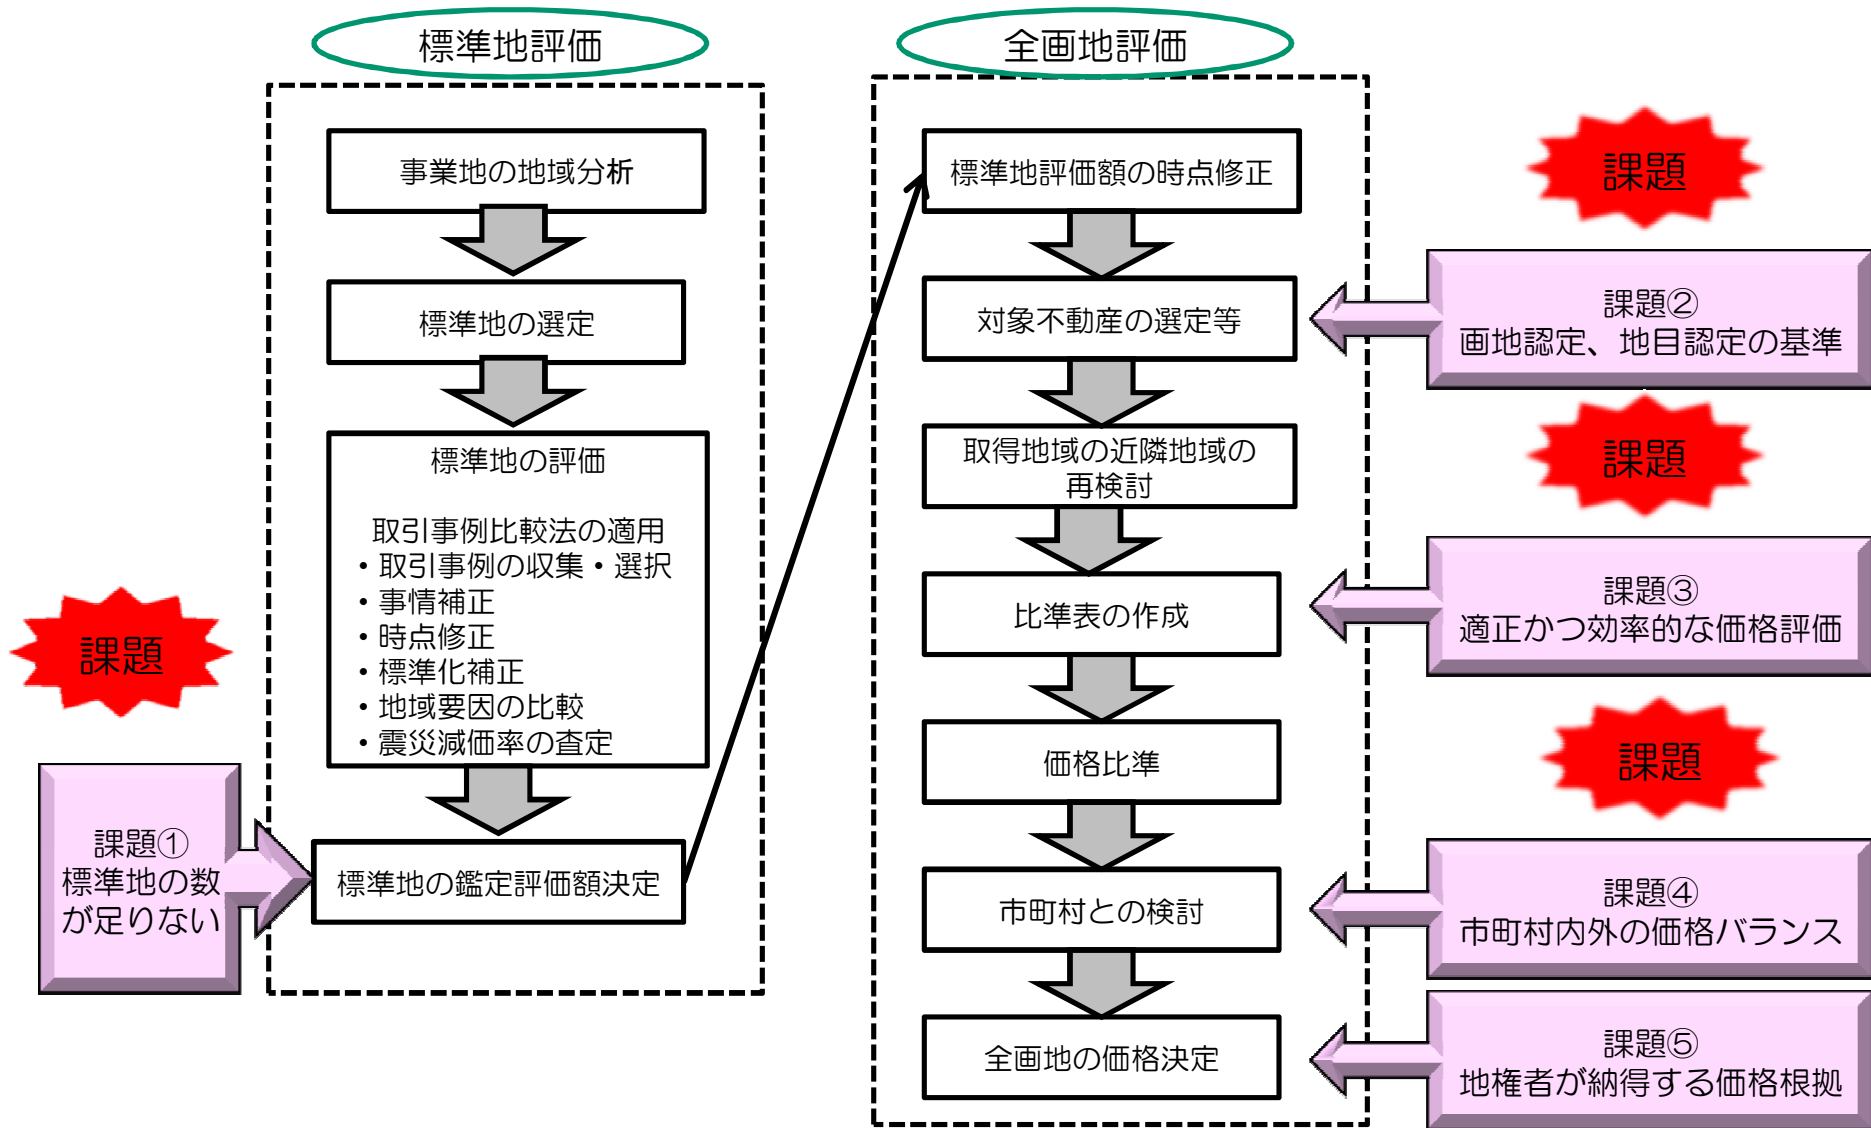 標準地評価
事業地の地域分析
標準地の選定
標準地の評価
取引事例比較法の適用
・取引事例の収集・選択
・事情補正
・時点修正
・標準化補正
・地域要因の比較
・震災減価率の査定
標準地の鑑定評価額決定
課題
課題①
標準地の数
が足りない
全画地評価
標準地評価額の時点修正
対象不動産の選定等
取得地域の近隣地域の
再検討
比準表の作成
価格比準
市町村との検討
全画地の価格決定
課題
課題②
画地認定、地目認定の基準
課題
課題③
適正かつ効率的な価格評価
課題
課題④
市町村内外の価格バランス
課題⑤
地権者が納得する価格根拠